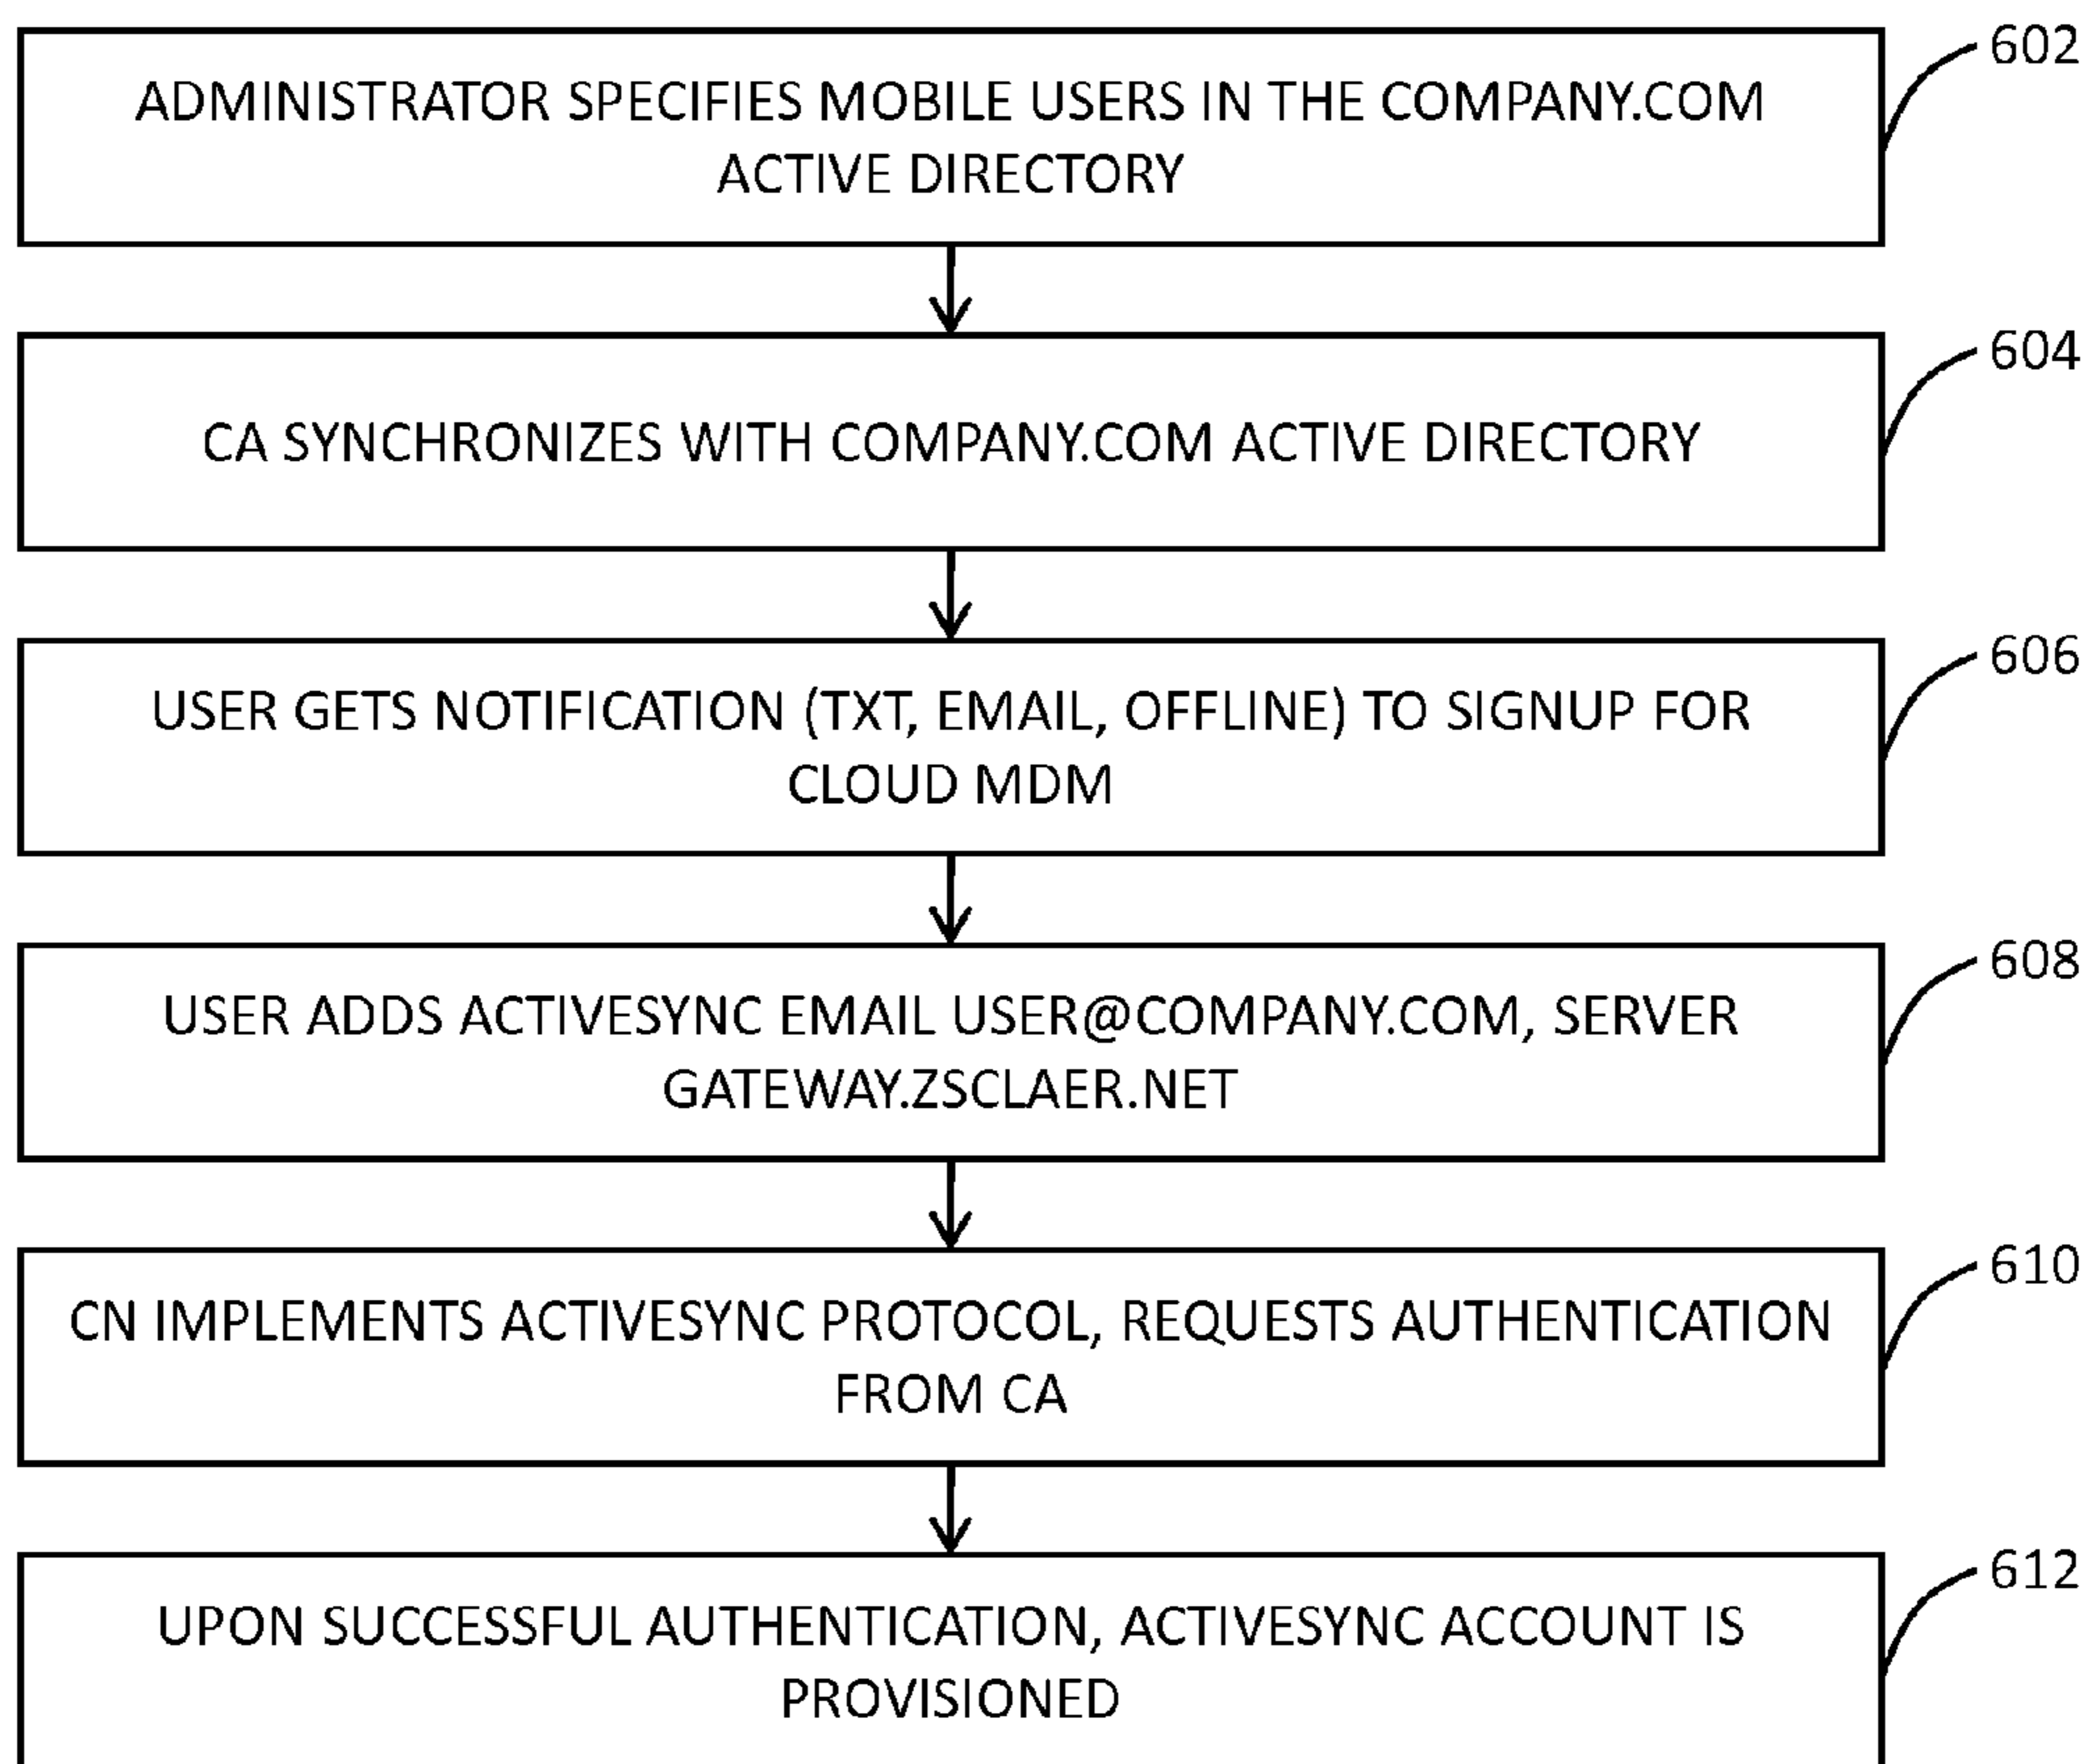 602
ADMINISTRATOR SPECIFIES MOBILE USERS IN THE COMPANY.COM
ACTIVE DIRECTORY
604
CA SYNCHRONIZES WITH COMPANY.COM ACTIVE DIRECTORY
606
USER GETS NOTIFICATION (TXT, EMAIL, OFFLINE) TO SIGNUP FOR
CLOUD MDM
608
USER ADDS ACTIVESYNC EMAIL USER@COMPANY.COM, SERVER
GATEWAY.ZSCLAER.NET
610
CN IMPLEMENTS ACTIVESYNC PROTOCOL, REQUESTS AUTHENTICATION
FROM CA
612
UPON SUCCESSFUL AUTHENTICATION, ACTIVESYNC ACCOUNT IS
PROVISIONED